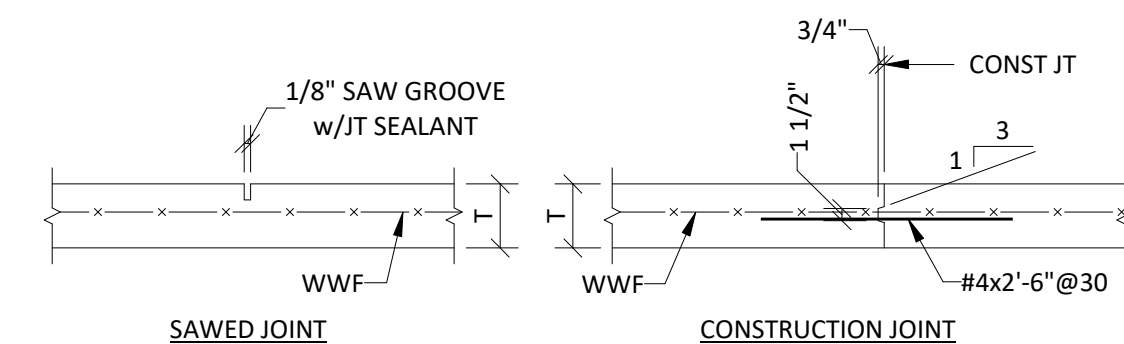 1/8" SAW GROOVE
w/JT SEALANT
T
WWF
SAWED JOINT
3/4"
CONST JT
1 1/2"
3
1
T
WWF
#4x2'-6"@30
CONSTRUCTION JOINT